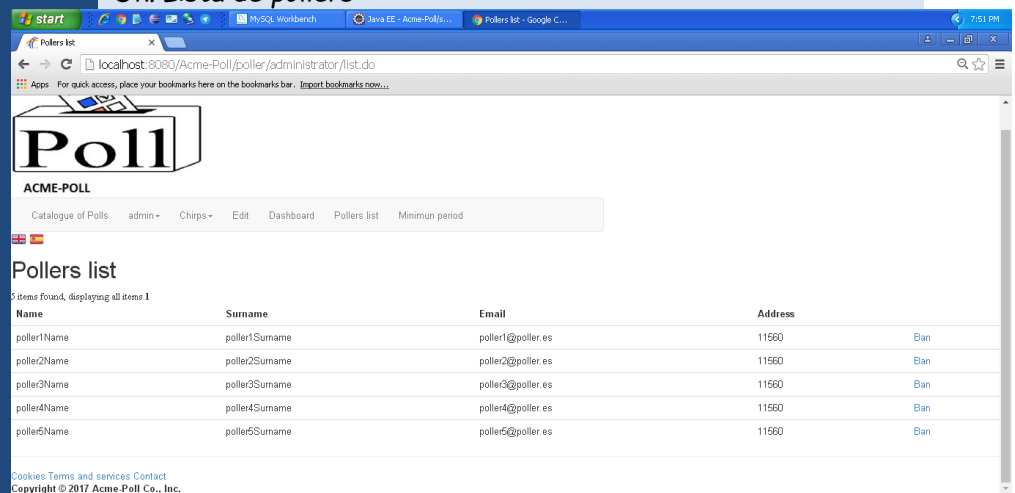 start MySQL Workbench Java EE - Acme-Poll/s... Pollers list - Google C... 7:51 PM
Pollers list
localhost:8080/Acme-Poll/poller/administrator/list.do
Apps For quick access, place your bookmarks here on the bookmarks bar. Import bookmarks now...
Poll
ACME-POLL
Catalogue of Polls admin Chirps Edit Dashboard Pollers list Minimun period
Pollers list
5 items found, displaying all items.1
Name Surname Email Address
poller1Name poller1Surname poller1@poller.es 11560 Ban
poller2Name poller2Surname poller2@poller.es 11560 Ban
poller3Name poller3Surname poller3@poller.es 11560 Ban
poller4Name poller4Surname poller4@poller.es 11560 Ban
poller5Name poller5Surname poller5@poller.es 11560 Ban
Cookies Terms and services Contact
Copyright © 2017 Acme-Poll Co., Inc.